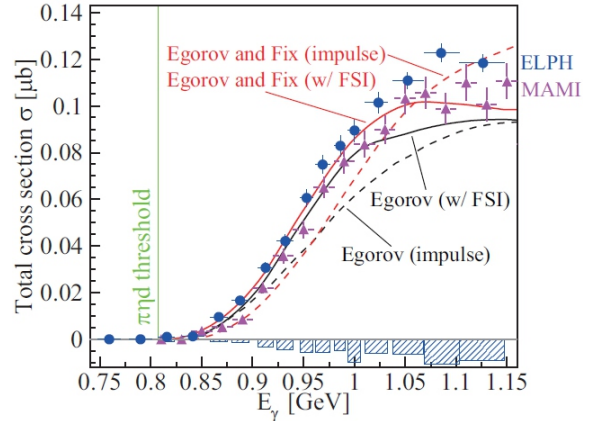 Total cross section σ [μb]
0.14
0.12
0.1
0.08
0.06
0.04
0.02
0
Egorov and Fix (impulse)
Egorov and Fix (w/ FSI)
ELPH
MAMI
πηd threshold
Egorov (w/ FSI)
Egorov (impulse)
0.75 0.8 0.85 0.9 0.95 1 1.05 1.1 1.15
Eγ [GeV]